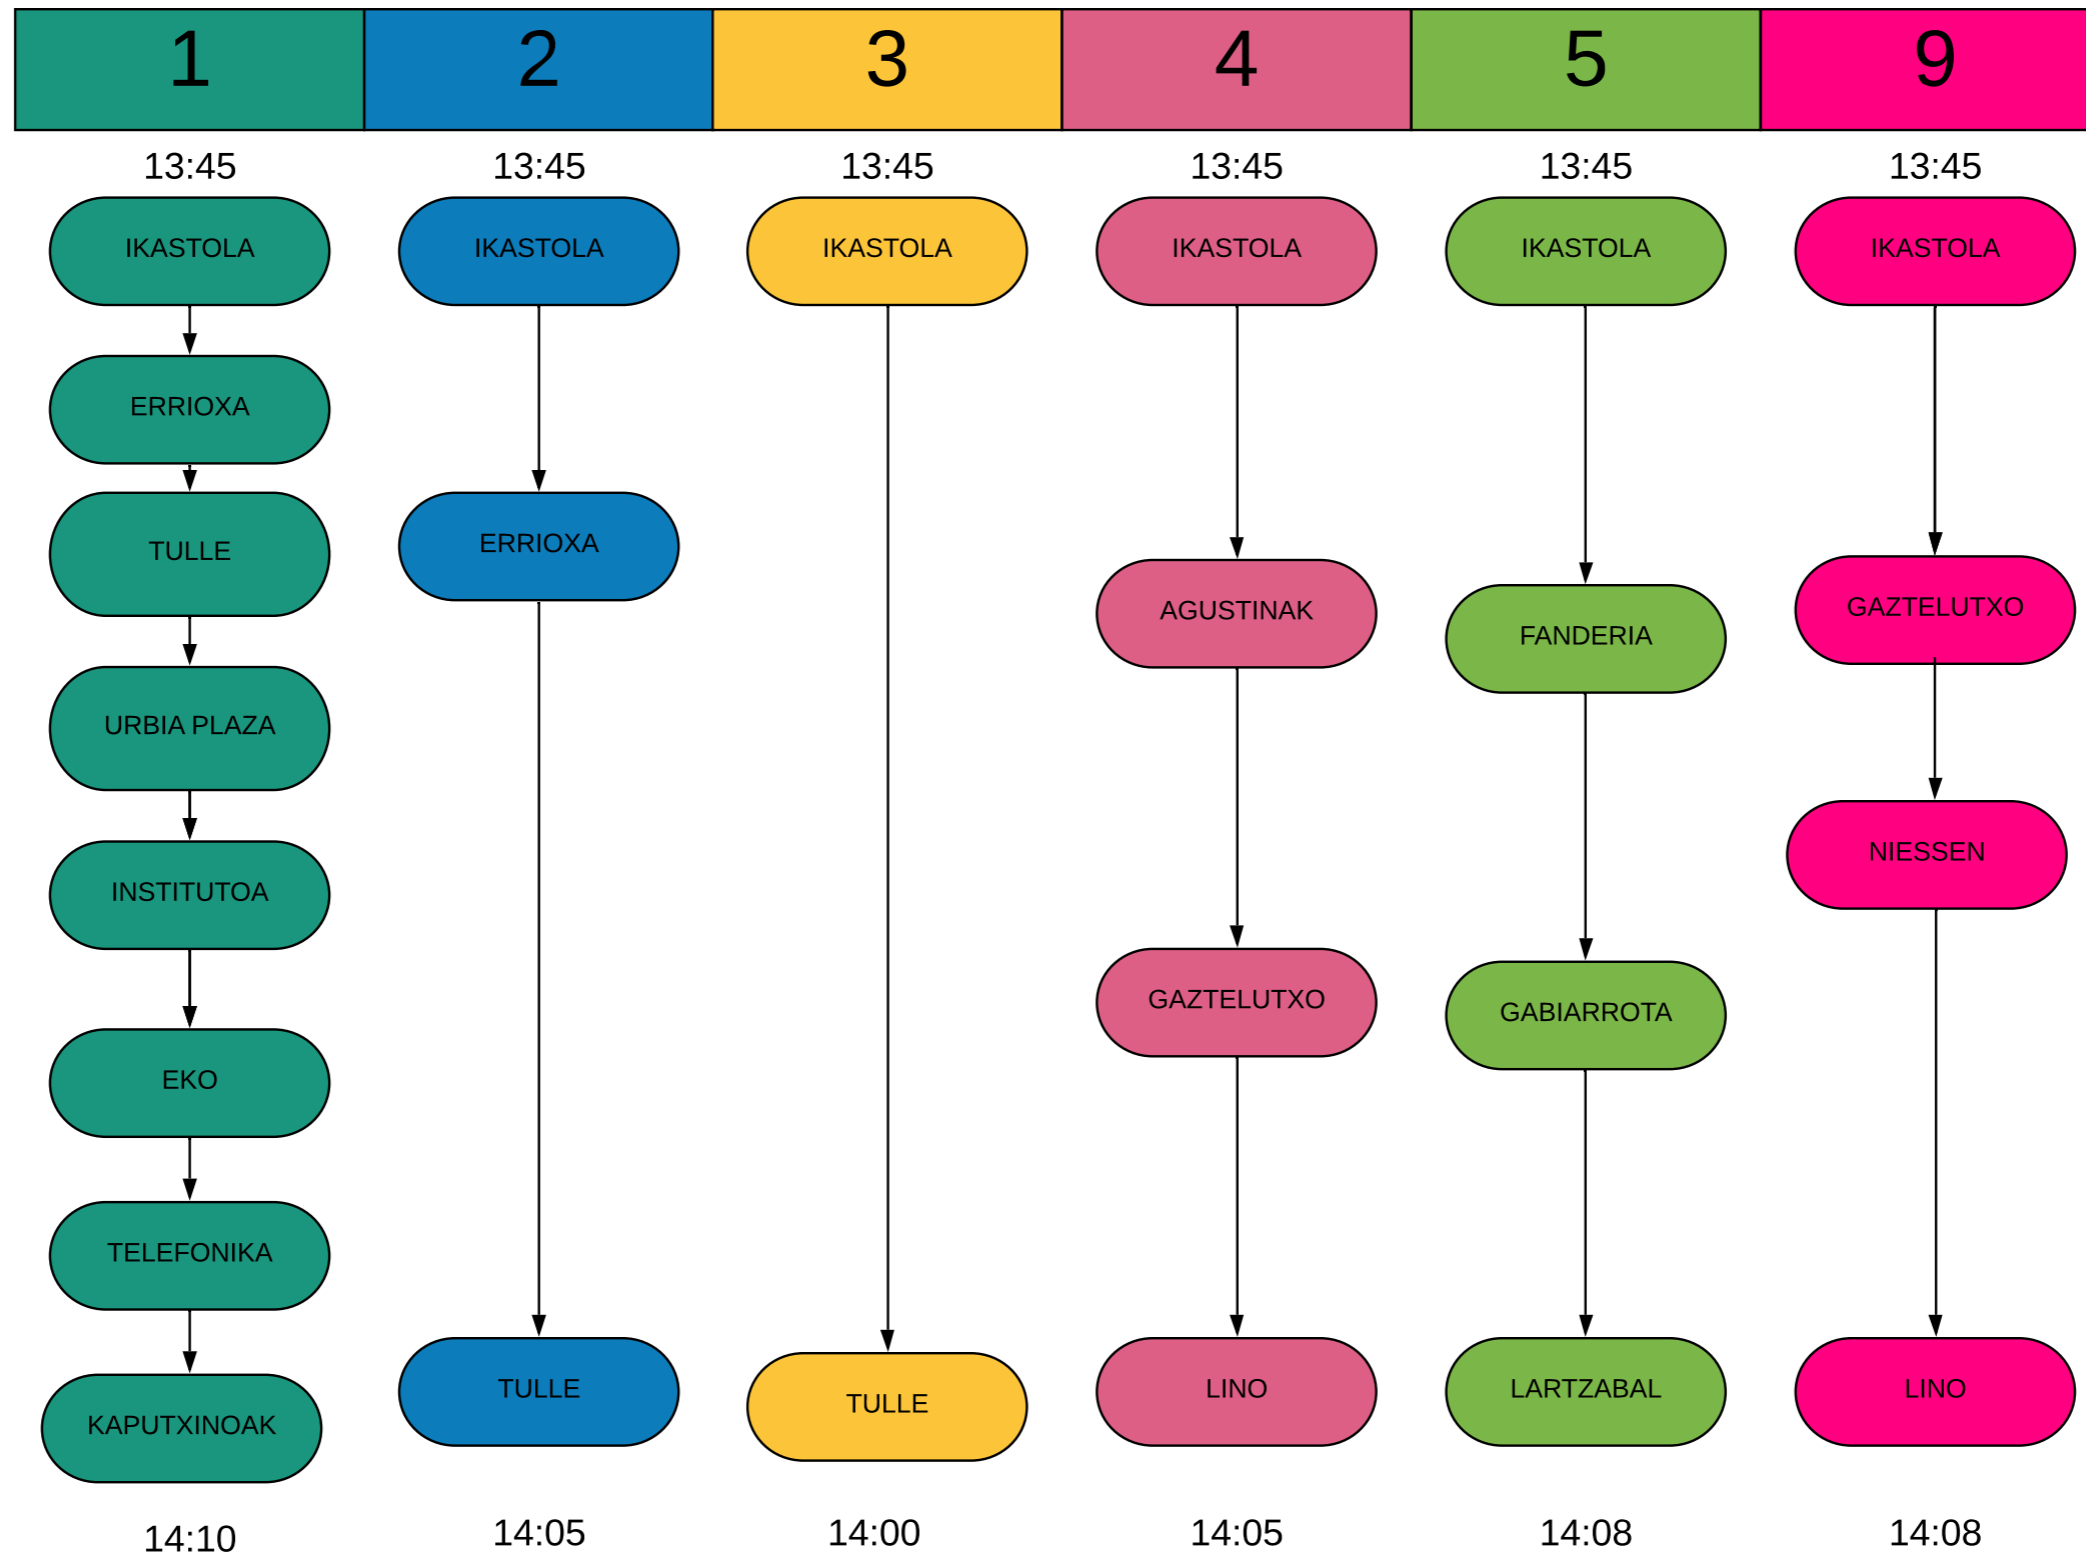 1
2
3
4
5
9
13:45
13:45
13:45
13:45
13:45
13:45
IKASTOLA
ERRIOXA
TULLE
URBIA PLAZA
INSTITUTOA
EKO
TELEFONIKA
KAPUTXINOAK
14:10
IKASTOLA
ERRIOXA
TULLE
14:05
IKASTOLA
TULLE
14:00
IKASTOLA
AGUSTINAK
GAZTELUTXO
LINO
14:05
IKASTOLA
FANDERIA
GABIARROTA
LARTZABAL
14:08
IKASTOLA
GAZTELUTXO
NIESSEN
LINO
14:08